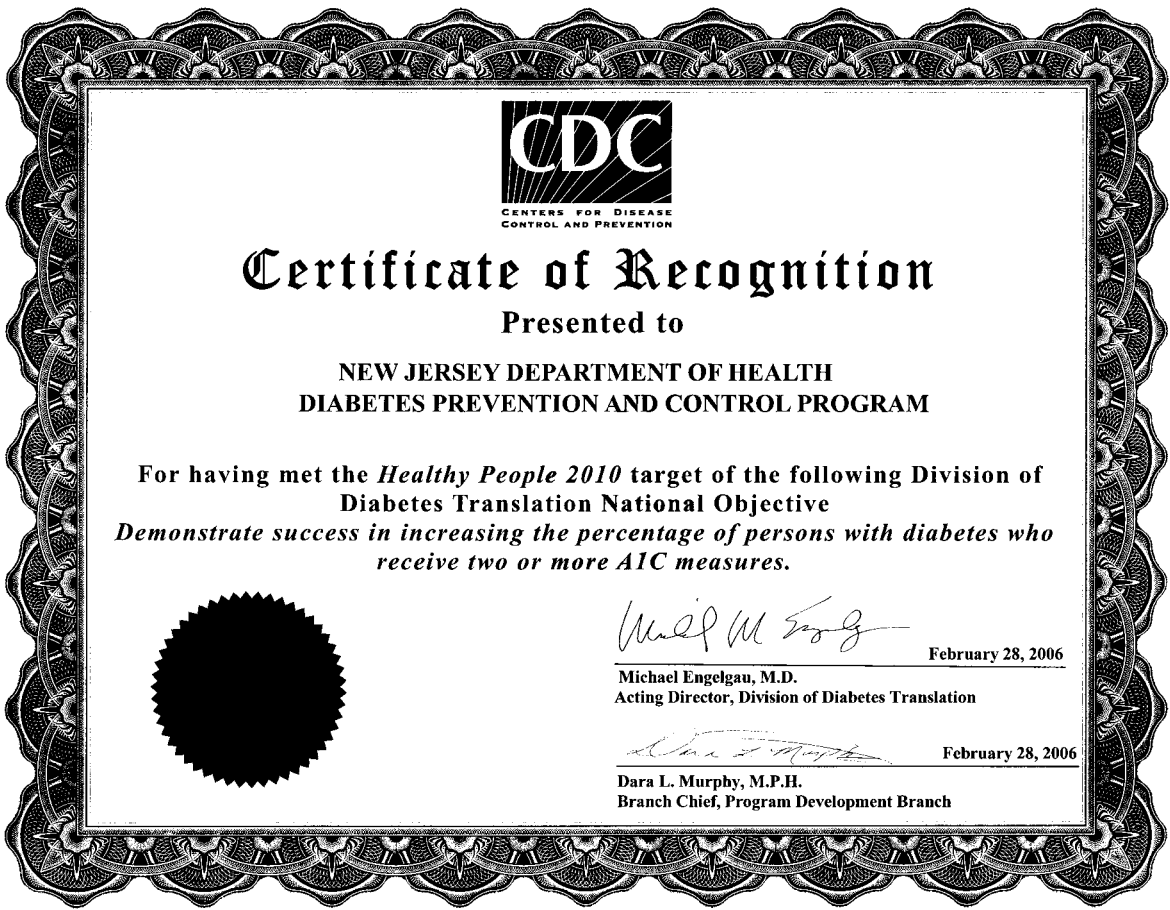 CDC
CENTERS FOR DISEASE
CONTROL AND PREVENTION
Certificate of Recognition
Presented to
NEW JERSEY DEPARTMENT OF HEALTH
DIABETES PREVENTION AND CONTROL PROGRAM
For having met the Healthy People 2010 target of the following Division of
Diabetes Translation National Objective
Demonstrate success in increasing the percentage of persons with diabetes who
receive two or more A1C measures.
February 28, 2006
Michael Engelgau, M.D.
Acting Director, Division of Diabetes Translation
Dara L Murphy
February 28, 2006
Dara L. Murphy, M.P.H.
Branch Chief, Program Development Branch